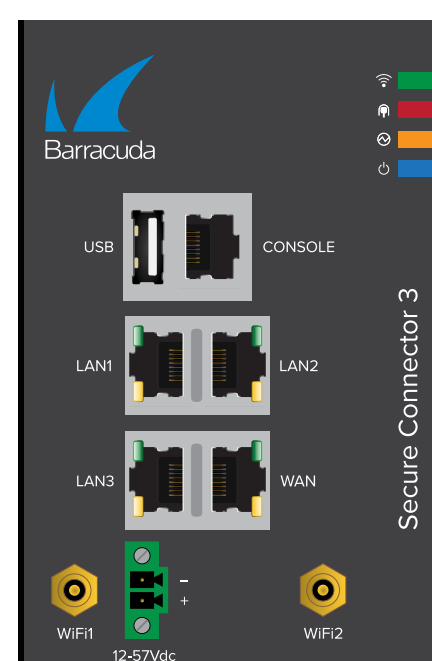 Barracuda
USB
CONSOLE
LAN1
LAN2
LAN3
WAN
Secure Connector 3
-
+
WiFi1
WiFi2
12-57Vdc